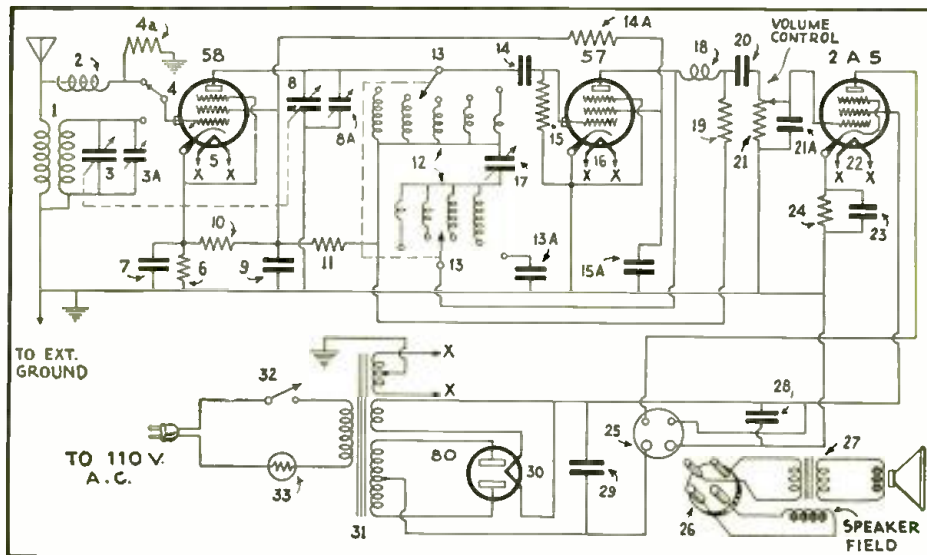 4a
58
14A
57
VOLUME
CONTROL
2 A 5
2
4
14
13
18
20
1
8
8A
5
X X
3
3A
12
15
16
X X
17
19
21
21A
22
X X
10
24
23
7
6
9
11
13
13A
15A
TO EXT.
GROUND
X
32
X
28
TO 110 V.
A.C.
33
31
80
30
29
25
26
27
SPEAKER
FIELD